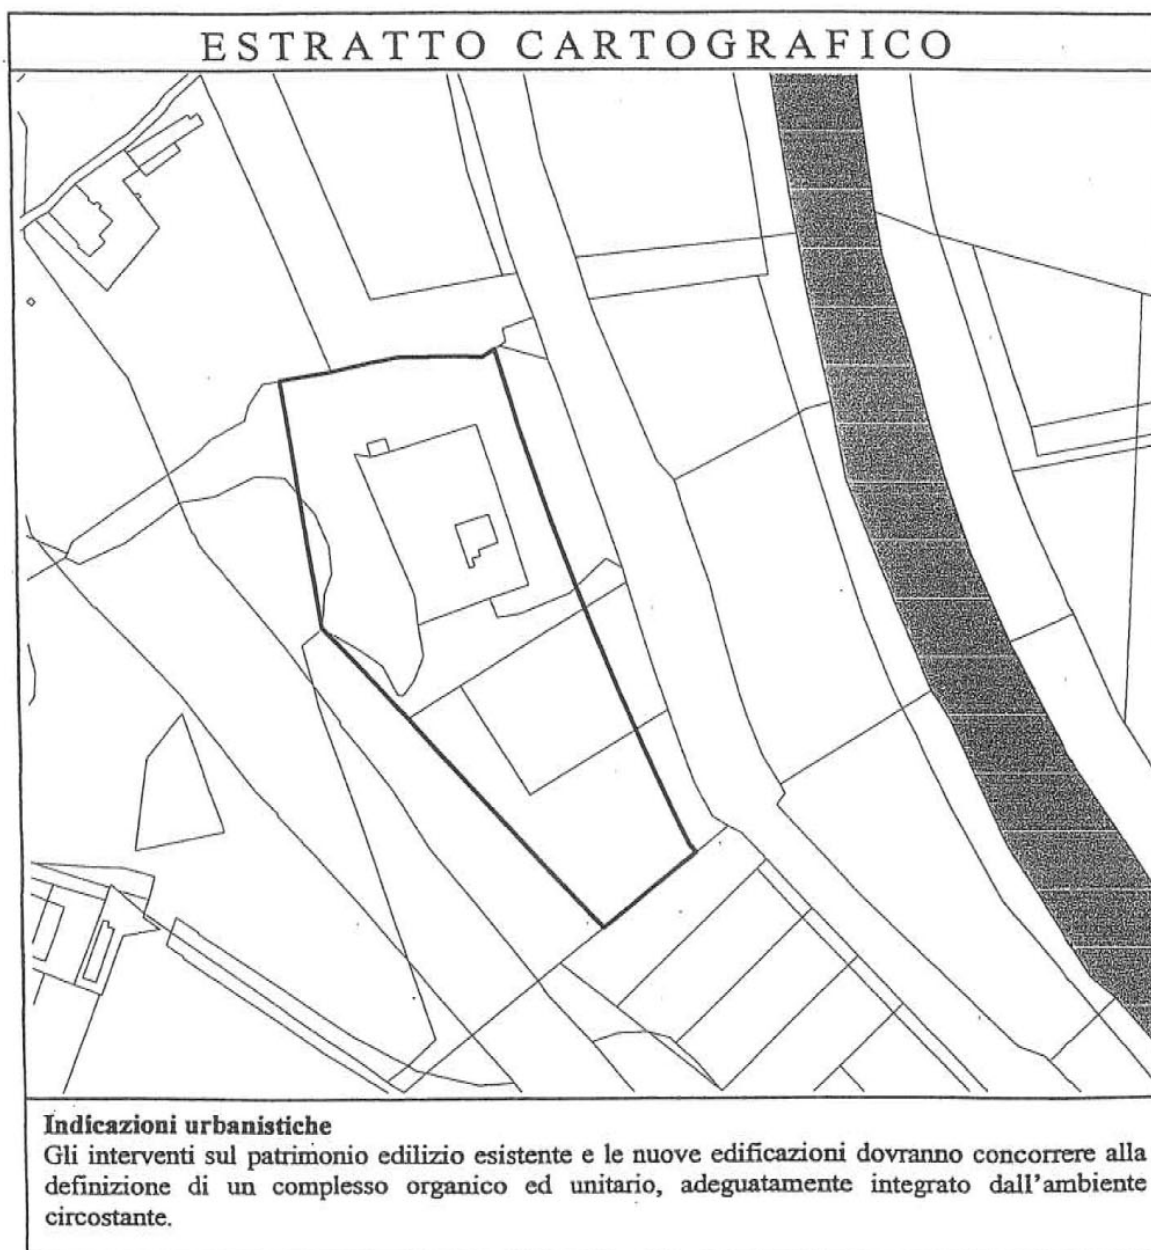 ESTRATTO CARTOGRAFICO
Indicazioni urbanistiche
Gli interventi sul patrimonio edilizio esistente e le nuove edificazioni dovranno concorrere alla
definizione di un complesso organico ed unitario, adeguatamente integrato dall'ambiente
circostante.